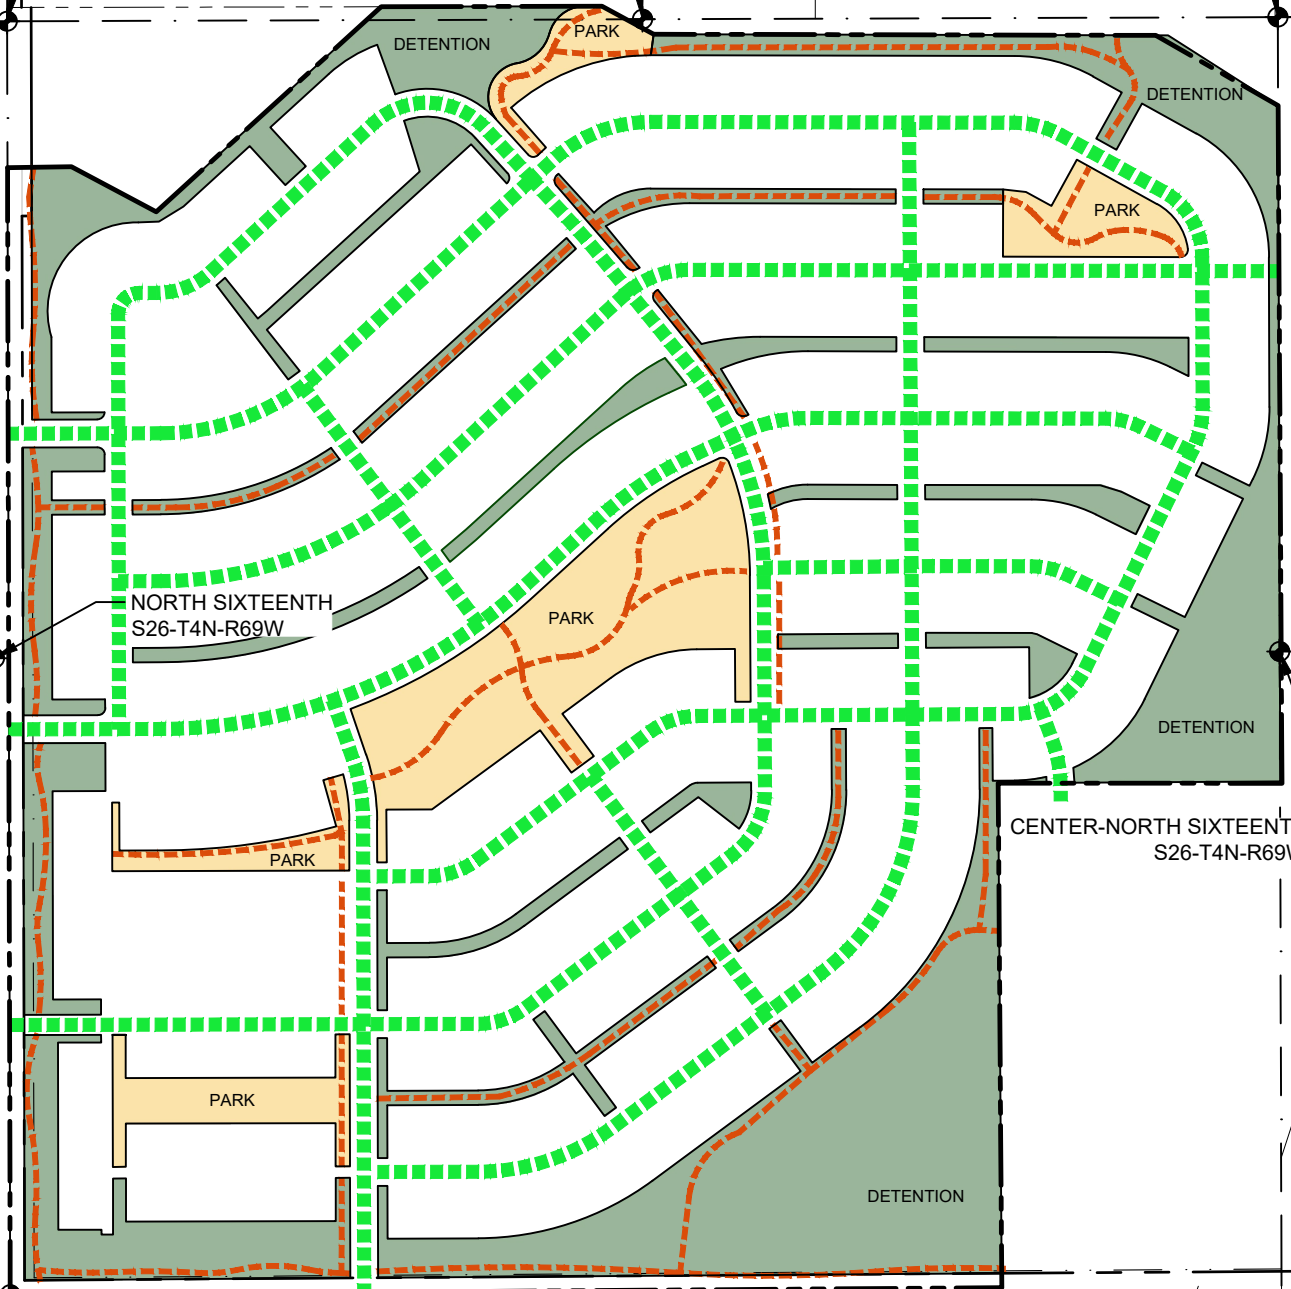 PARK
DETENTION
DETENTION
PARK
NORTH SIXTEENTH
S26-T4N-R69W
PARK
DETENTION
CENTER-NORTH SIXTEENT
S26-T4N-R69W
PARK
PARK
DETENTION